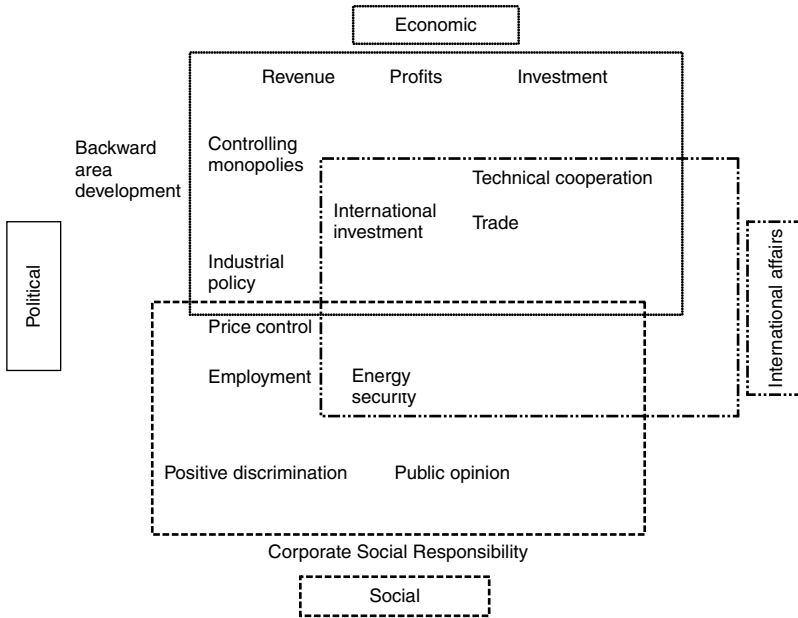 Economic
Revenue Profits Investment
Backward
area
development
Controlling
monopolies
Technical cooperation
International
investment
Trade
Industrial
policy
Political
International affairs
Price control
Employment
Energy
security
Positive discrimination Public opinion
Corporate Social Responsibility
Social